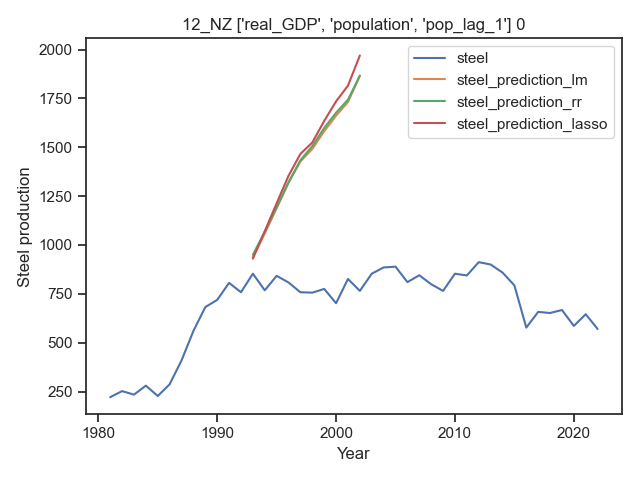 12_NZ ['real_GDP', 'population', 'pop_lag_1'] 0
steel
steel_prediction_lm
steel_prediction_rr
steel_prediction_lasso
Steel production
2000
1750
1500
1250
1000
750
500
250
1980
1990
2000
2010
2020
Year